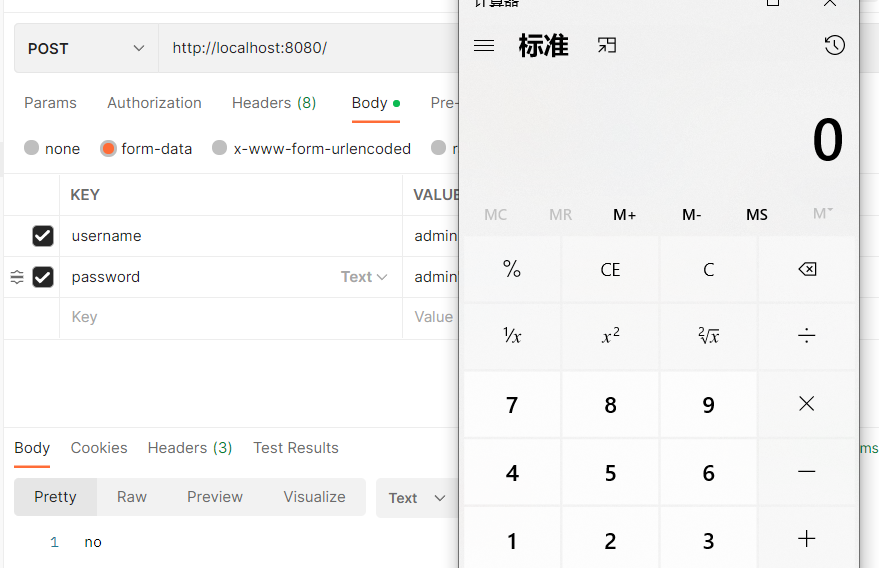 POST http://localhost:8080/
Params Authorization Headers (8) Body Pre-
none form-data x-www-form-urlencoded
KEY VALUE
username admin
password Text admin
Key Value
Body Cookies Headers (3) Test Results ms
Pretty Raw Preview Visualize Text
1 no
计算器
标准
0
MC MR M+ M- MS M
% CE C
¹/x x² ²√x ÷
7 8 9 ×
4 5 6 −
1 2 3 +